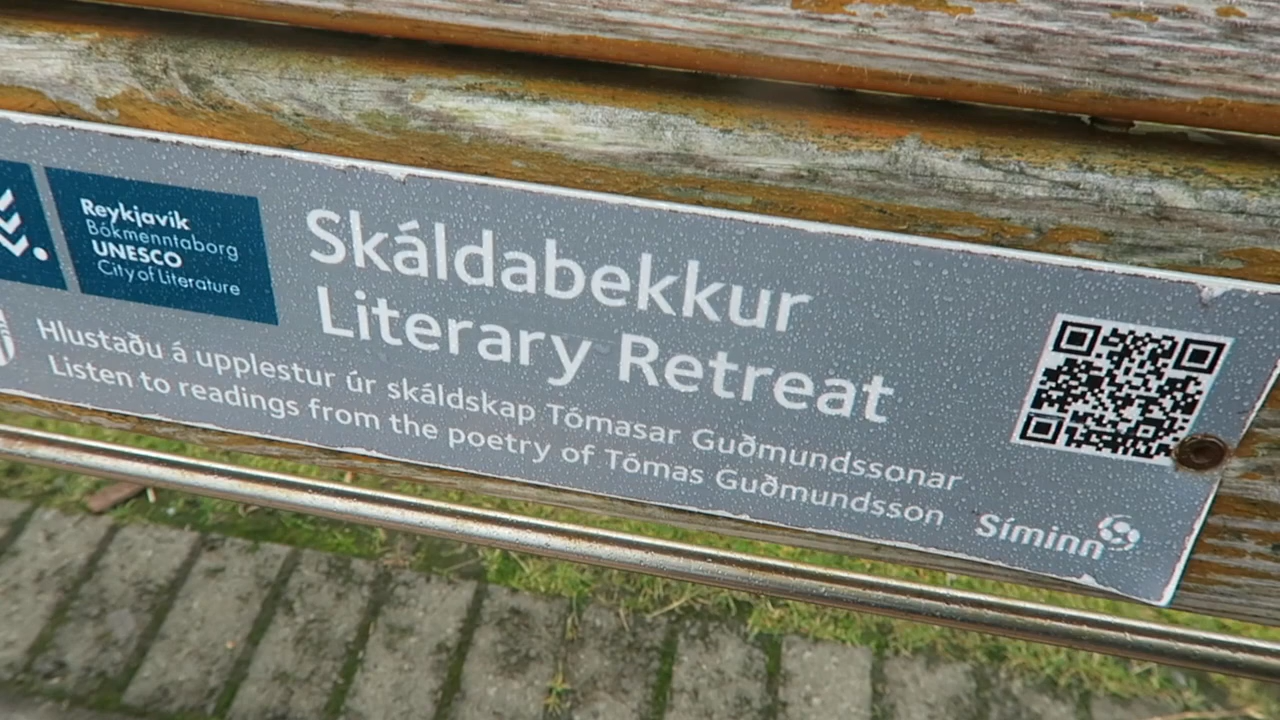 Reykjavík
Bókmenntaborg
UNESCO
City of Literature
Skáldabekkur
Literary Retreat
Hlustaðu á upplestur úr skáldskap Tómasar Guðmundssonar
Listen to readings from the poetry of Tómas Guðmundsson
Síminn